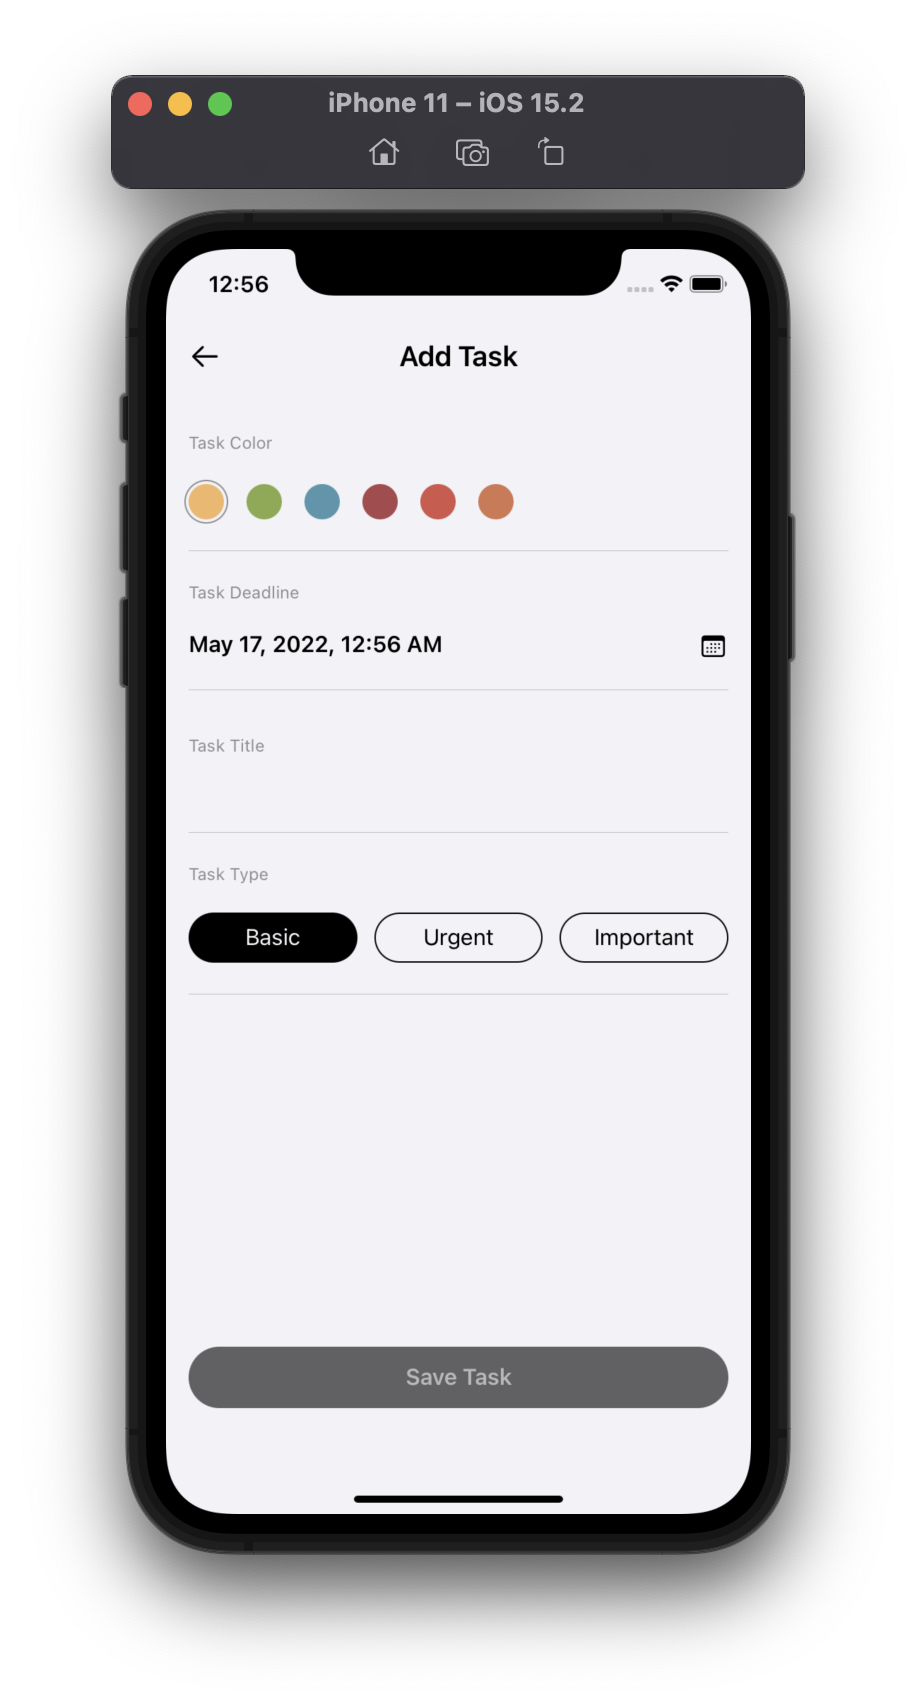 iPhone 11 – iOS 15.2
12:56
Add Task
Task Color
Task Deadline
May 17, 2022, 12:56 AM
Task Title
Task Type
Basic Urgent Important
Save Task